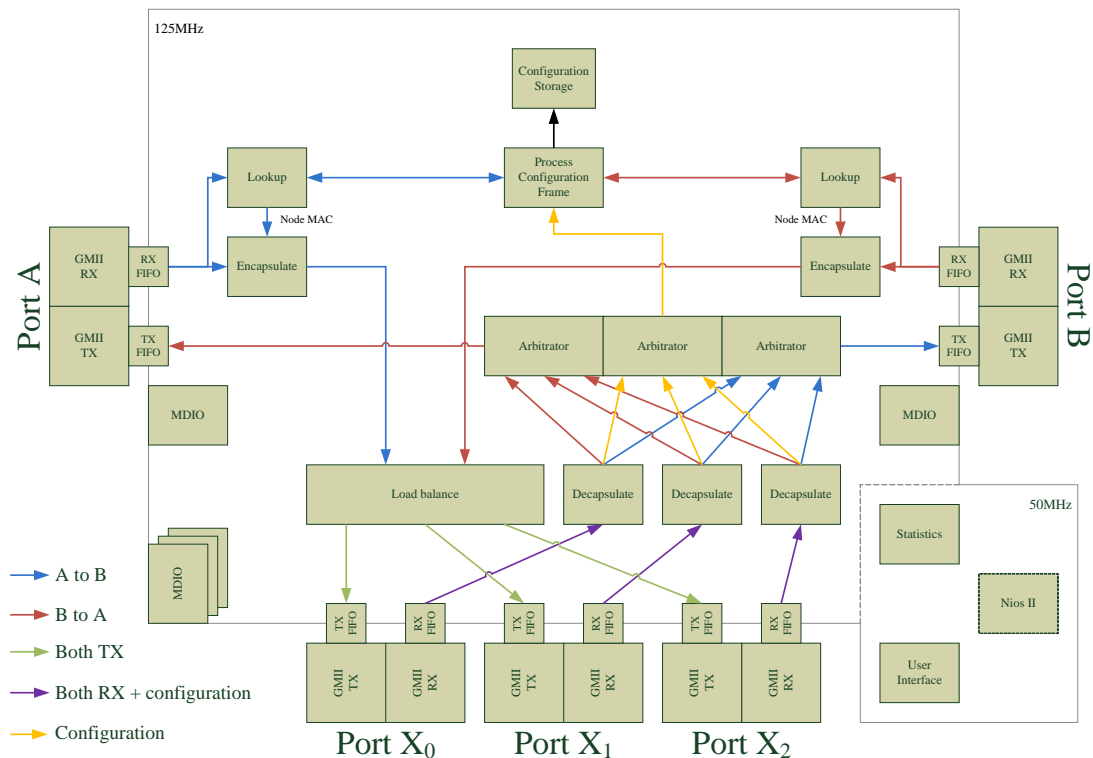 125MHz
Configuration
Storage
Lookup
Process
Configuration
Frame
Lookup
Node MAC
Node MAC
Port A
GMII
RX
RX
FIFO
Encapsulate
Encapsulate
RX
FIFO
GMII
RX
Port B
GMII
TX
TX
FIFO
Arbitrator
Arbitrator
Arbitrator
TX
FIFO
GMII
TX
MDIO
MDIO
Load balance
Decapsulate
Decapsulate
Decapsulate
50MHz
Statistics
MDIO
Nios II
User
Interface
A to B
B to A
Both TX
Both RX + configuration
Configuration
TX
FIFO
RX
FIFO
TX
FIFO
RX
FIFO
TX
FIFO
RX
FIFO
GMII
TX
GMII
RX
GMII
TX
GMII
RX
GMII
TX
GMII
RX
Port X0
Port X1
Port X2